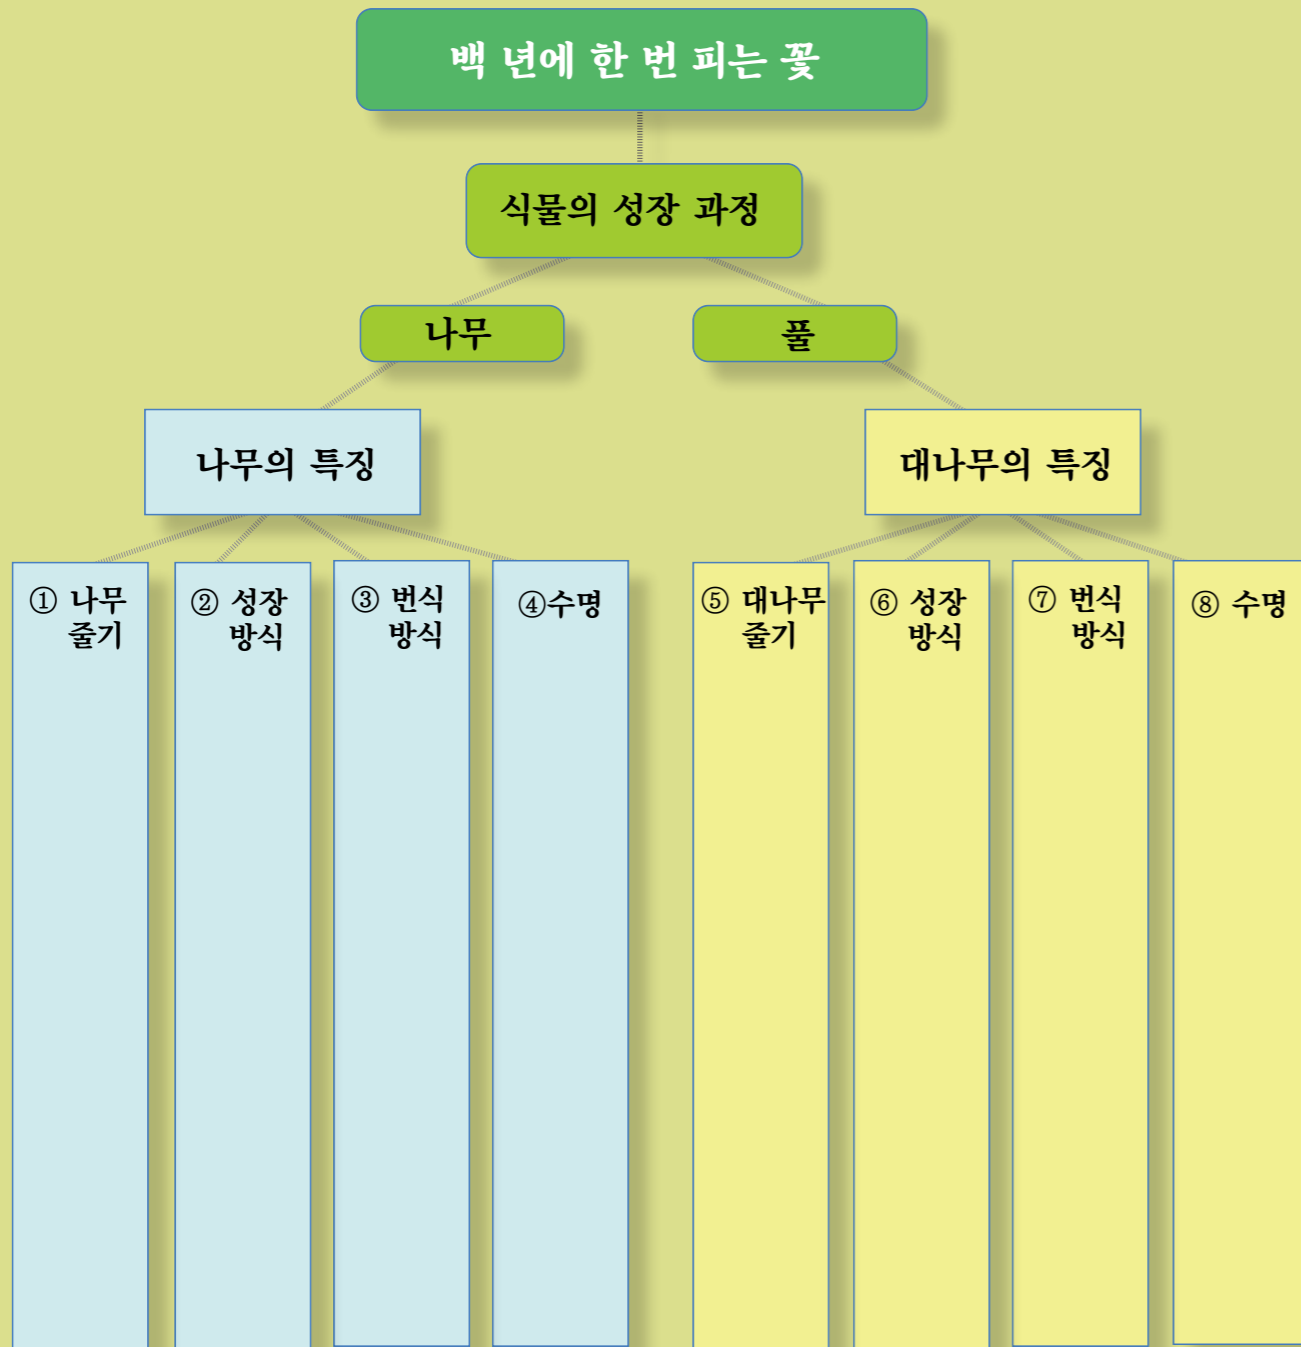 백 년에 한 번 피는 꽃
식물의 성장 과정
나무
풀
나무의 특징
대나무의 특징
① 나무
줄기
② 성장
방식
③ 번식
방식
④수명
⑤ 대나무
줄기
⑥ 성장
방식
⑦ 번식
방식
⑧ 수명